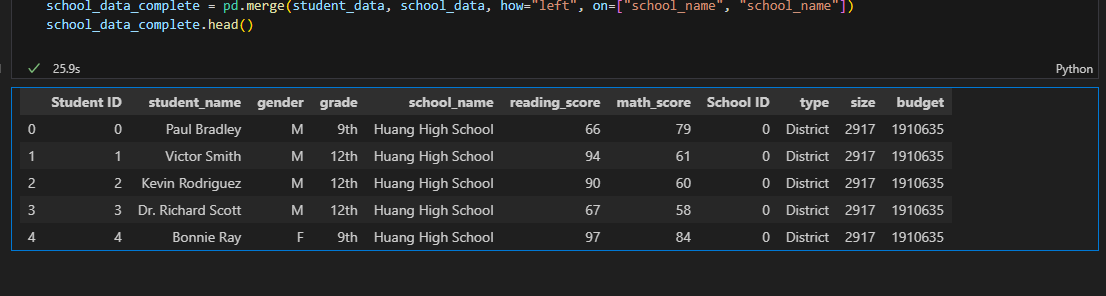 school_data_complete = pd.merge(student_data, school_data, how="left", on=["school_name", "school_name"])
school_data_complete.head()
✓ 25.9s Python
Student ID student_name gender grade school_name reading_score math_score School ID type size budget
0 0 Paul Bradley M 9th Huang High School 66 79 0 District 2917 1910635
1 1 Victor Smith M 12th Huang High School 94 61 0 District 2917 1910635
2 2 Kevin Rodriguez M 12th Huang High School 90 60 0 District 2917 1910635
3 3 Dr. Richard Scott M 12th Huang High School 67 58 0 District 2917 1910635
4 4 Bonnie Ray F 9th Huang High School 97 84 0 District 2917 1910635